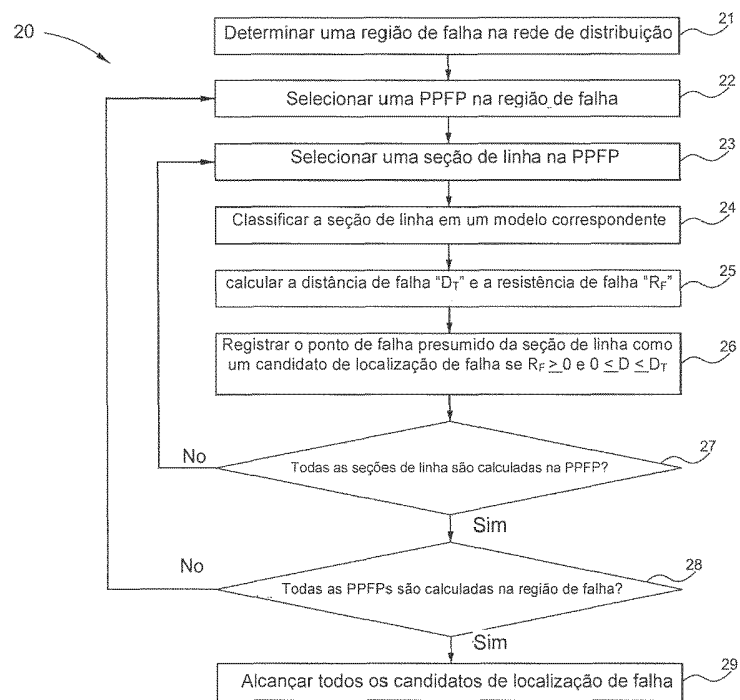 20
Determinar uma região de falha na rede de distribuição
21
Selecionar uma PPFP na região de falha
22
Selecionar uma seção de linha na PPFP
23
Classificar a seção de linha em um modelo correspondente
24
calcular a distância de falha “D_T” e a resistência de falha “R_F”
25
Registrar o ponto de falha presumido da seção de linha como
um candidato de localização de falha se R_F ≥ 0 e 0 ≤ D ≤ D_T
26
No
Todas as seções de linha são calculadas na PPFP?
27
Sim
No
Todas as PPFPs são calculadas na região de falha?
28
Sim
Alcançar todos os candidatos de localização de falha
29